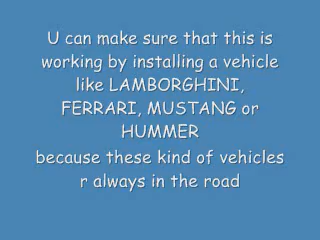 U can make sure that this is
working by installing a vehicle
like LAMBORGHINI,
FERRARI, MUSTANG or
HUMMER
because these kind of vehicles
r always in the road